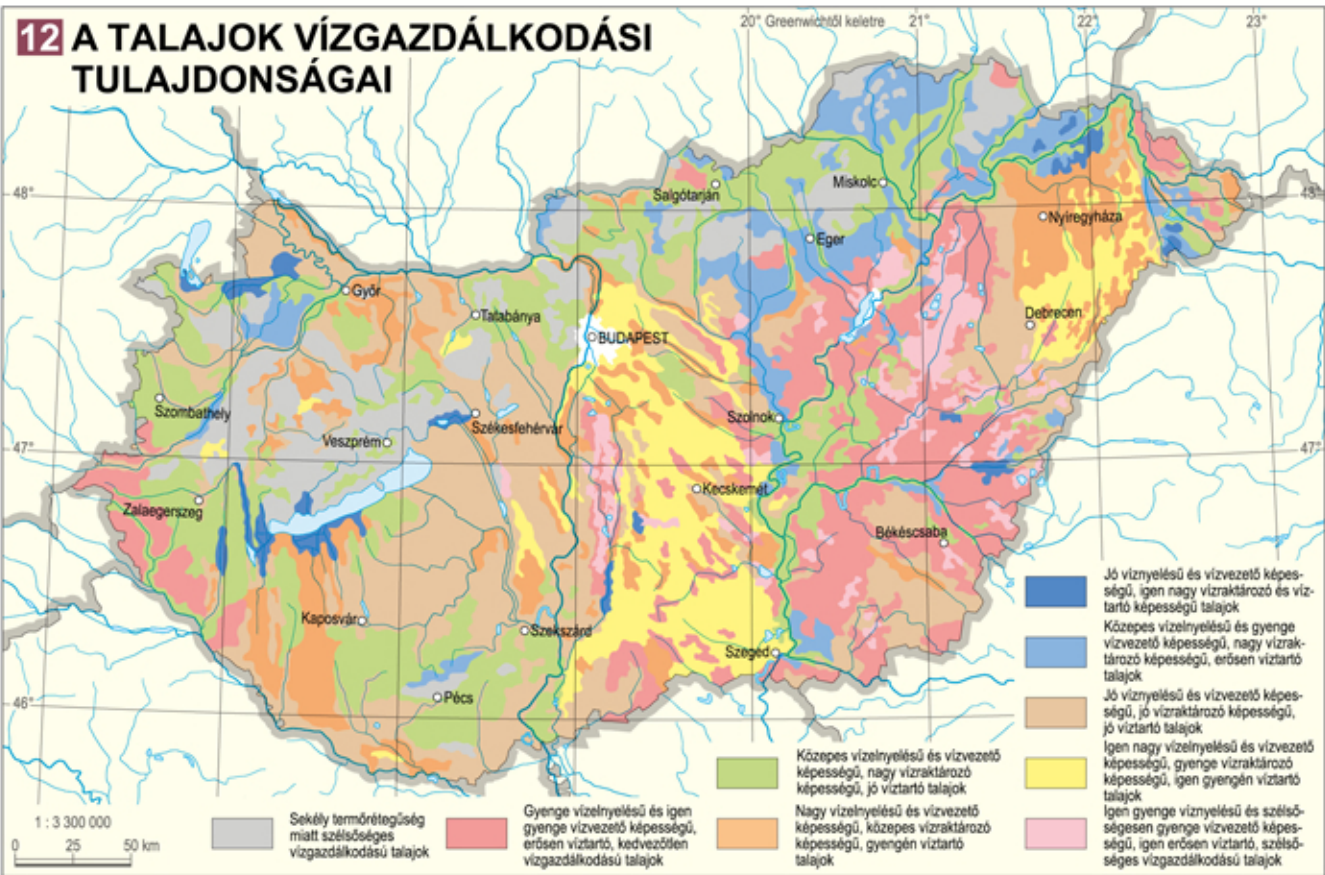 12 A TALAJOK VÍZGAZDÁLKODÁSI
TULAJDONSÁGAI
20° Greenwichtől keletre
21°
22°
23°
48°
48°
Salgótarján
Miskolc
Nyíregyháza
Eger
Győr
Tatabánya
BUDAPEST
Debrecen
Szombathely
Székesfehérvár
Szolnok
Veszprém
47°
47°
Zalaegerszeg
Kecskemét
Békéscsaba
Kaposvár
Szekszárd
Szeged
Pécs
46°
Jó víznyelésű és vízvezető képes-
ségű, igen nagy vízraktározó és víz-
tartó képességű talajok
Közepes vízelnyelésű és gyenge
vízvezető képességű, nagy vízrak-
tározó képességű, erősen víztartó
talajok
Jó víznyelésű és vízvezető képes-
ségű, jó vízraktározó képességű,
jó víztartó talajok
Közepes vízelnyelésű és vízvezető
képességű, nagy vízraktározó
képességű, jó víztartó talajok
Igen nagy vízelnyelésű és vízvezető
képességű, gyenge vízraktározó
képességű, igen gyengén víztartó
talajok
1 : 3 300 000
0 25 50 km
Sekély termőrétegűség
miatt szélsőséges
vízgazdálkodású talajok
Gyenge vízelnyelésű és igen
gyenge vízvezető képességű,
erősen víztartó, kedvezőtlen
vízgazdálkodású talajok
Nagy vízelnyelésű és vízvezető
képességű, közepes vízraktározó
képességű, gyengén víztartó
talajok
Igen gyenge víznyelésű és szélső-
ségesen gyenge vízvezető képes-
ségű, igen erősen víztartó, szélső-
séges vízgazdálkodású talajok